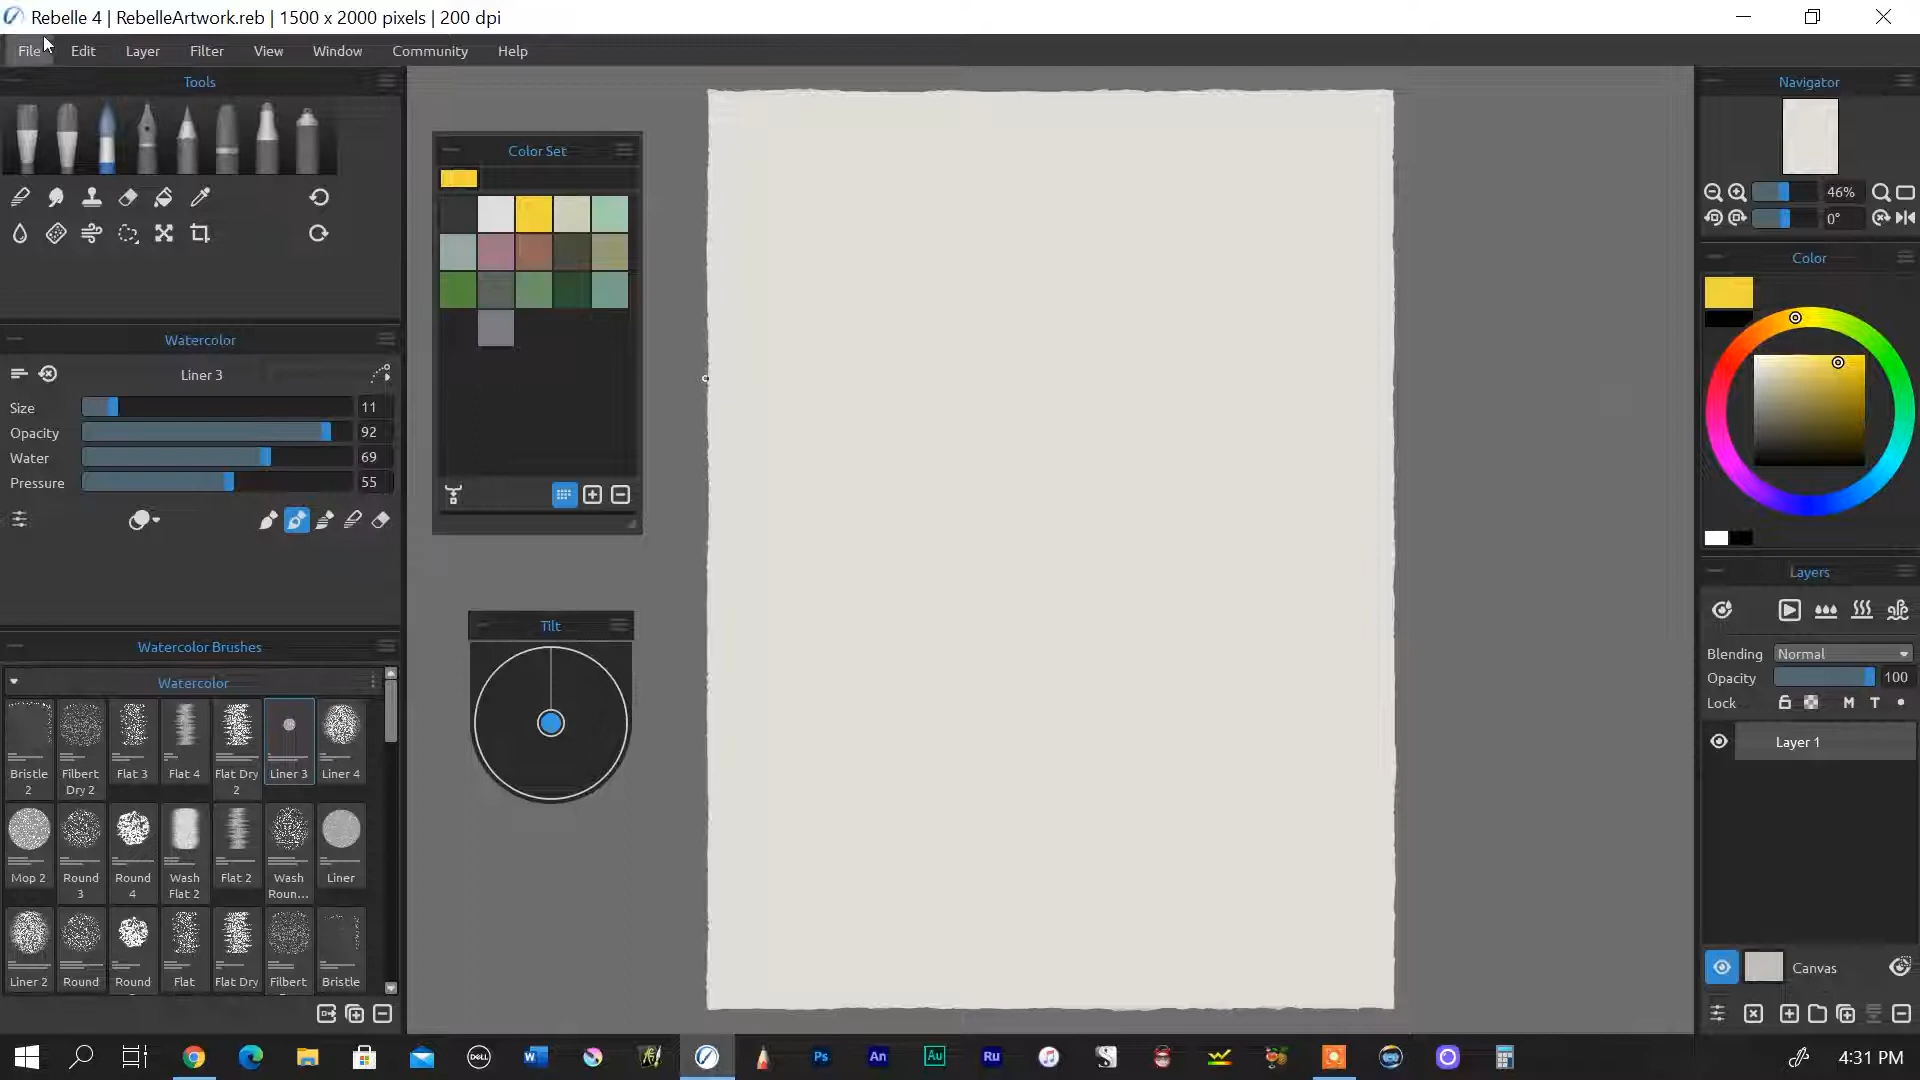 Rebelle 4 | RebelleArtwork.reb | 1500 x 2000 pixels | 200 dpi
File Edit Layer Filter View Window Community Help
Tools
Watercolor
Liner 3
Size 11
Opacity 92
Water 69
Pressure 55
Watercolor Brushes
Watercolor
Bristle 2
Filbert Dry 2
Flat 3
Flat 4
Flat Dry 2
Liner 3
Liner 4
Mop 2
Round 3
Round 4
Wash Flat 2
Flat 2
Wash Roun...
Liner
Liner 2
Round
Round
Flat
Flat Dry
Filbert
Bristle
Color Set
Tilt
Navigator
46%
0°
Color
Layers
Blending Normal
Opacity 100
Lock M T
Layer 1
Canvas
DELL
W
Ps
An
Au
Ru
4:31 PM